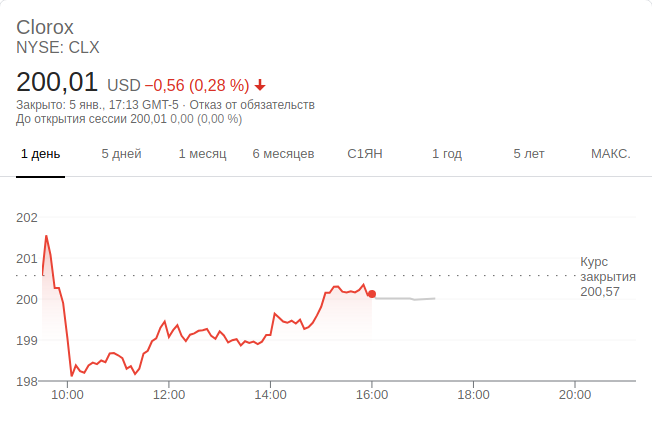 Clorox
NYSE: CLX
200,01 USD −0,56 (0,28 %)
Закрыто: 5 янв., 17:13 GMT-5 · Отказ от обязательств
До открытия сессии 200,01 0,00 (0,00 %)
1 день 5 дней 1 месяц 6 месяцев С1ЯН 1 год 5 лет МАКС.
202
201
200
199
198
Курс
закрытия
200,57
10:00 12:00 14:00 16:00 18:00 20:00